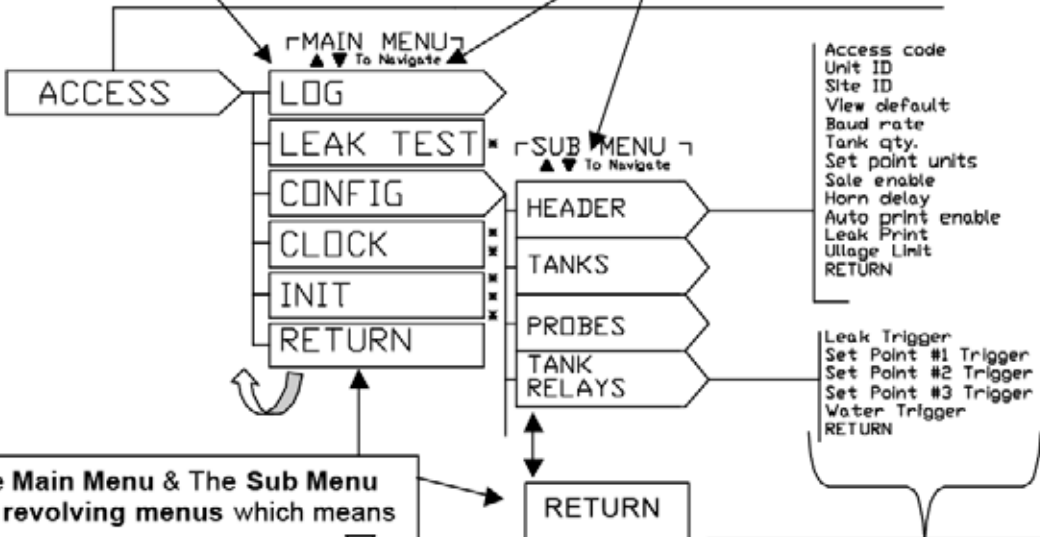 MAIN MENU
▲ ▼ To Navigate
ACCESS
LOG
LEAK TEST
CONFIG
CLOCK
INIT
RETURN
SUB MENU
▲ ▼ To Navigate
HEADER
TANKS
PROBES
TANK
RELAYS
RETURN
Access code
Unit ID
Site ID
View default
Baud rate
Tank qty.
Set point units
Sale enable
Horn delay
Auto print enable
Leak Print
Ullage Limit
RETURN
Leak Trigger
Set Point #1 Trigger
Set Point #2 Trigger
Set Point #3 Trigger
Water Trigger
RETURN
Main Menu & The Sub Menu
revolving menus which means